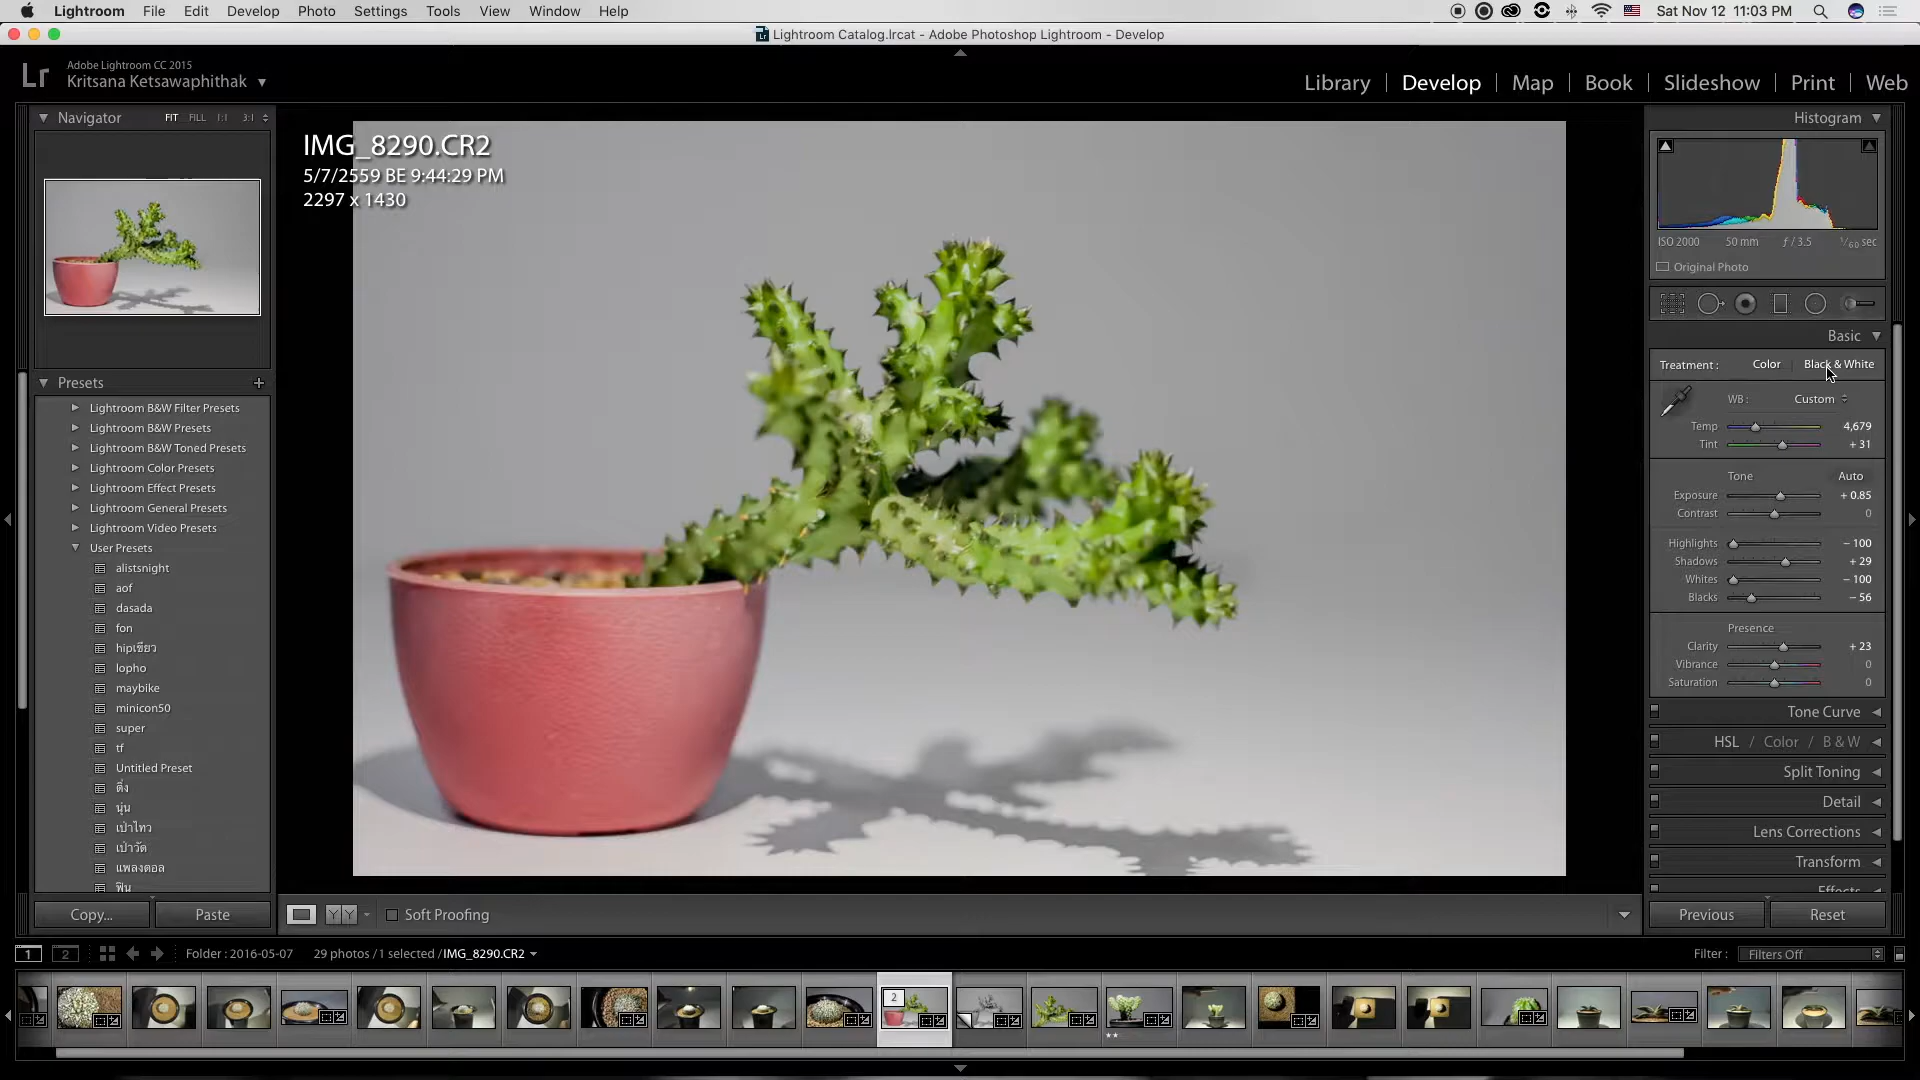 Lightroom File Edit Develop Photo Settings Tools View Window Help Sat Nov 12 11:03 PM
Lightroom Catalog.lrcat - Adobe Photoshop Lightroom - Develop
Lr Adobe Lightroom CC 2015
Kritsana Ketsawaphithak
Library | Develop | Map | Book | Slideshow | Print | Web
Navigator FIT FILL 1:1 3:1
Presets +
Lightroom B&W Filter Presets
Lightroom B&W Presets
Lightroom B&W Toned Presets
Lightroom Color Presets
Lightroom Effect Presets
Lightroom General Presets
Lightroom Video Presets
User Presets
alistsnight
aof
dasada
fon
hipเขียว
lopho
maybike
minicon50
super
tf
Untitled Preset
ติ่ง
นุ่น
เป่าไทว
เป่าวัด
แพลงตอล
ฟิน
Copy... Paste
IMG_8290.CR2
5/7/2559 BE 9:44:29 PM
2297 x 1430
YY Soft Proofing
Histogram
ISO 2000 50 mm ƒ / 3.5 1/60 sec
Original Photo
Basic
Treatment : Color | Black & White
WB : Custom
Temp 4,679
Tint + 31
Tone Auto
Exposure + 0.85
Contrast 0
Highlights − 100
Shadows + 29
Whites − 100
Blacks − 56
Presence
Clarity + 23
Vibrance 0
Saturation 0
Tone Curve
HSL / Color / B & W
Split Toning
Detail
Lens Corrections
Transform
Effects
Previous Reset
1 2 Folder : 2016-05-07 29 photos / 1 selected / IMG_8290.CR2 Filter : Filters Off
2